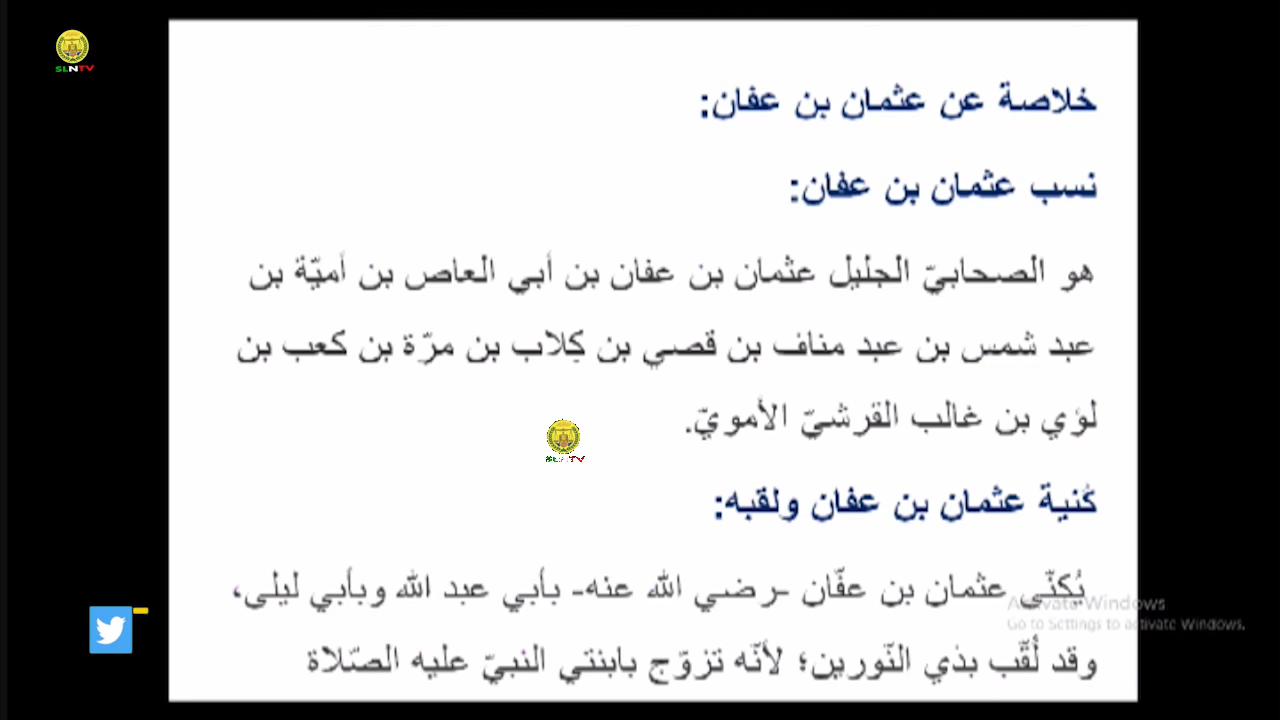 SLNTV
خلاصة عن عثمان بن عفان:
نسب عثمان بن عفان:
هو الصحابيّ الجليل عثمان بن عفان بن أبي العاص بن أميّة بن
عبد شمس بن عبد مناف بن قصي بن كِلاب بن مرّة بن كعب بن
لؤي بن غالب القرشيّ الأمويّ.
SLNTV
كُنية عثمان بن عفان ولقبه:
يُكنّى عثمان بن عفّان -رضي الله عنه- بأبي عبد الله وبأبي ليلى،
Activate Windows
Go to Settings to activate Windows.
وقد لُقّب بذي النّورين؛ لأنّه تزوّج بابنتي النبيّ عليه الصّلاة